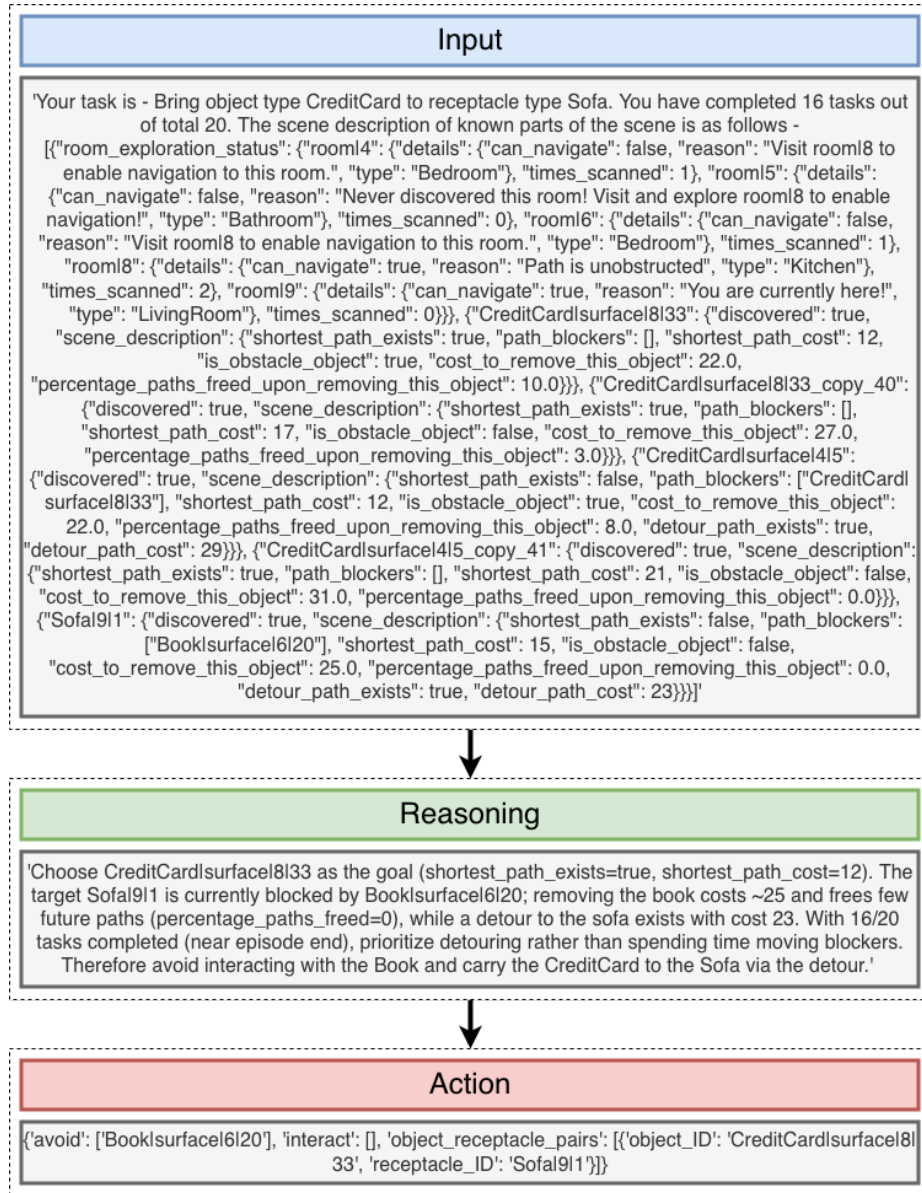 Input
'Your task is - Bring object type CreditCard to receptacle type Sofa. You have completed 16 tasks out
of total 20. The scene description of known parts of the scene is as follows -
[{"room_exploration_status": {"room|4": {"details": {"can_navigate": false, "reason": "Visit room|8 to
enable navigation to this room.", "type": "Bedroom"}, "times_scanned": 1}, "room|5": {"details":
{"can_navigate": false, "reason": "Never discovered this room! Visit and explore room|8 to enable
navigation!", "type": "Bathroom"}, "times_scanned": 0}, "room|6": {"details": {"can_navigate": false,
"reason": "Visit room|8 to enable navigation to this room.", "type": "Bedroom"}, "times_scanned": 1},
"room|8": {"details": {"can_navigate": true, "reason": "Path is unobstructed", "type": "Kitchen"},
"times_scanned": 2}, "room|9": {"details": {"can_navigate": true, "reason": "You are currently here!",
"type": "LivingRoom"}, "times_scanned": 0}}}, {"CreditCard|surface|8|33": {"discovered": true,
"scene_description": {"shortest_path_exists": true, "path_blockers": [], "shortest_path_cost": 12,
"is_obstacle_object": true, "cost_to_remove_this_object": 22.0,
"percentage_paths_freed_upon_removing_this_object": 10.0}}}, {"CreditCard|surface|8|33_copy_40":
{"discovered": true, "scene_description": {"shortest_path_exists": true, "path_blockers": [],
"shortest_path_cost": 17, "is_obstacle_object": false, "cost_to_remove_this_object": 27.0,
"percentage_paths_freed_upon_removing_this_object": 3.0}}}, {"CreditCard|surface|4|5":
{"discovered": true, "scene_description": {"shortest_path_exists": false, "path_blockers": ["CreditCard|
surface|8|33"], "shortest_path_cost": 12, "is_obstacle_object": true, "cost_to_remove_this_object":
22.0, "percentage_paths_freed_upon_removing_this_object": 8.0, "detour_path_exists": true,
"detour_path_cost": 29}}}, {"CreditCard|surface|4|5_copy_41": {"discovered": true, "scene_description":
{"shortest_path_exists": true, "path_blockers": [], "shortest_path_cost": 21, "is_obstacle_object": false,
"cost_to_remove_this_object": 31.0, "percentage_paths_freed_upon_removing_this_object": 0.0}}},
{"Sofa|9|1": {"discovered": true, "scene_description": {"shortest_path_exists": false, "path_blockers":
["Book|surface|6|20"], "shortest_path_cost": 15, "is_obstacle_object": false,
"cost_to_remove_this_object": 25.0, "percentage_paths_freed_upon_removing_this_object": 0.0,
"detour_path_exists": true, "detour_path_cost": 23}}}]'
Reasoning
'Choose CreditCard|surface|8|33 as the goal (shortest_path_exists=true, shortest_path_cost=12). The
target Sofa|9|1 is currently blocked by Book|surface|6|20; removing the book costs ~25 and frees few
future paths (percentage_paths_freed=0), while a detour to the sofa exists with cost 23. With 16/20
tasks completed (near episode end), prioritize detouring rather than spending time moving blockers.
Therefore avoid interacting with the Book and carry the CreditCard to the Sofa via the detour.'
Action
{'avoid': ['Book|surface|6|20'], 'interact': [], 'object_receptacle_pairs': [{'object_ID': 'CreditCard|surface|8|
33', 'receptacle_ID': 'Sofa|9|1'}]}